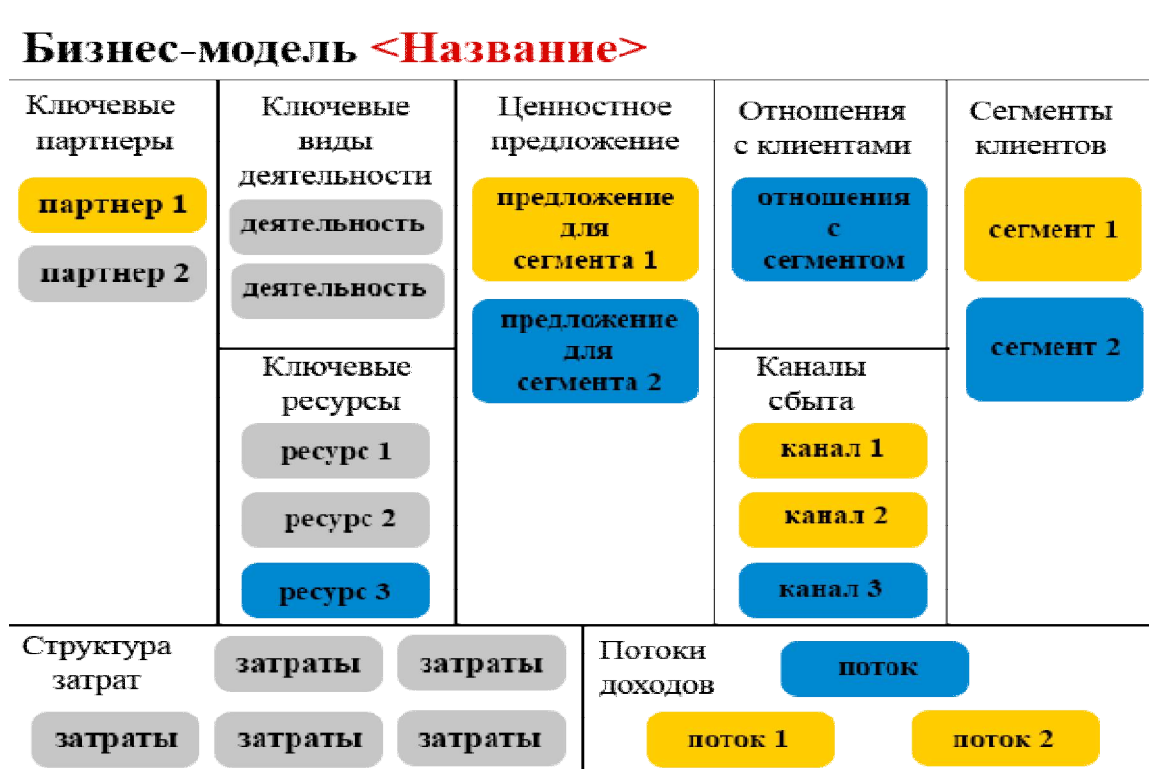 Бизнес-модель <Название>
Ключевые
партнеры
партнер 1
партнер 2
Ключевые
виды
деятельности
деятельность
деятельность
Ключевые
ресурсы
ресурс 1
ресурс 2
ресурс 3
Ценностное
предложение
предложение
для
сегмента 1
предложение
для
сегмента 2
Отношения
с клиентами
отношения
с
сегментом
Каналы
сбыта
канал 1
канал 2
канал 3
Сегменты
клиентов
сегмент 1
сегмент 2
Структура
затрат
затраты
затраты
затраты
затраты
затраты
Потоки
доходов
поток
поток 1
поток 2